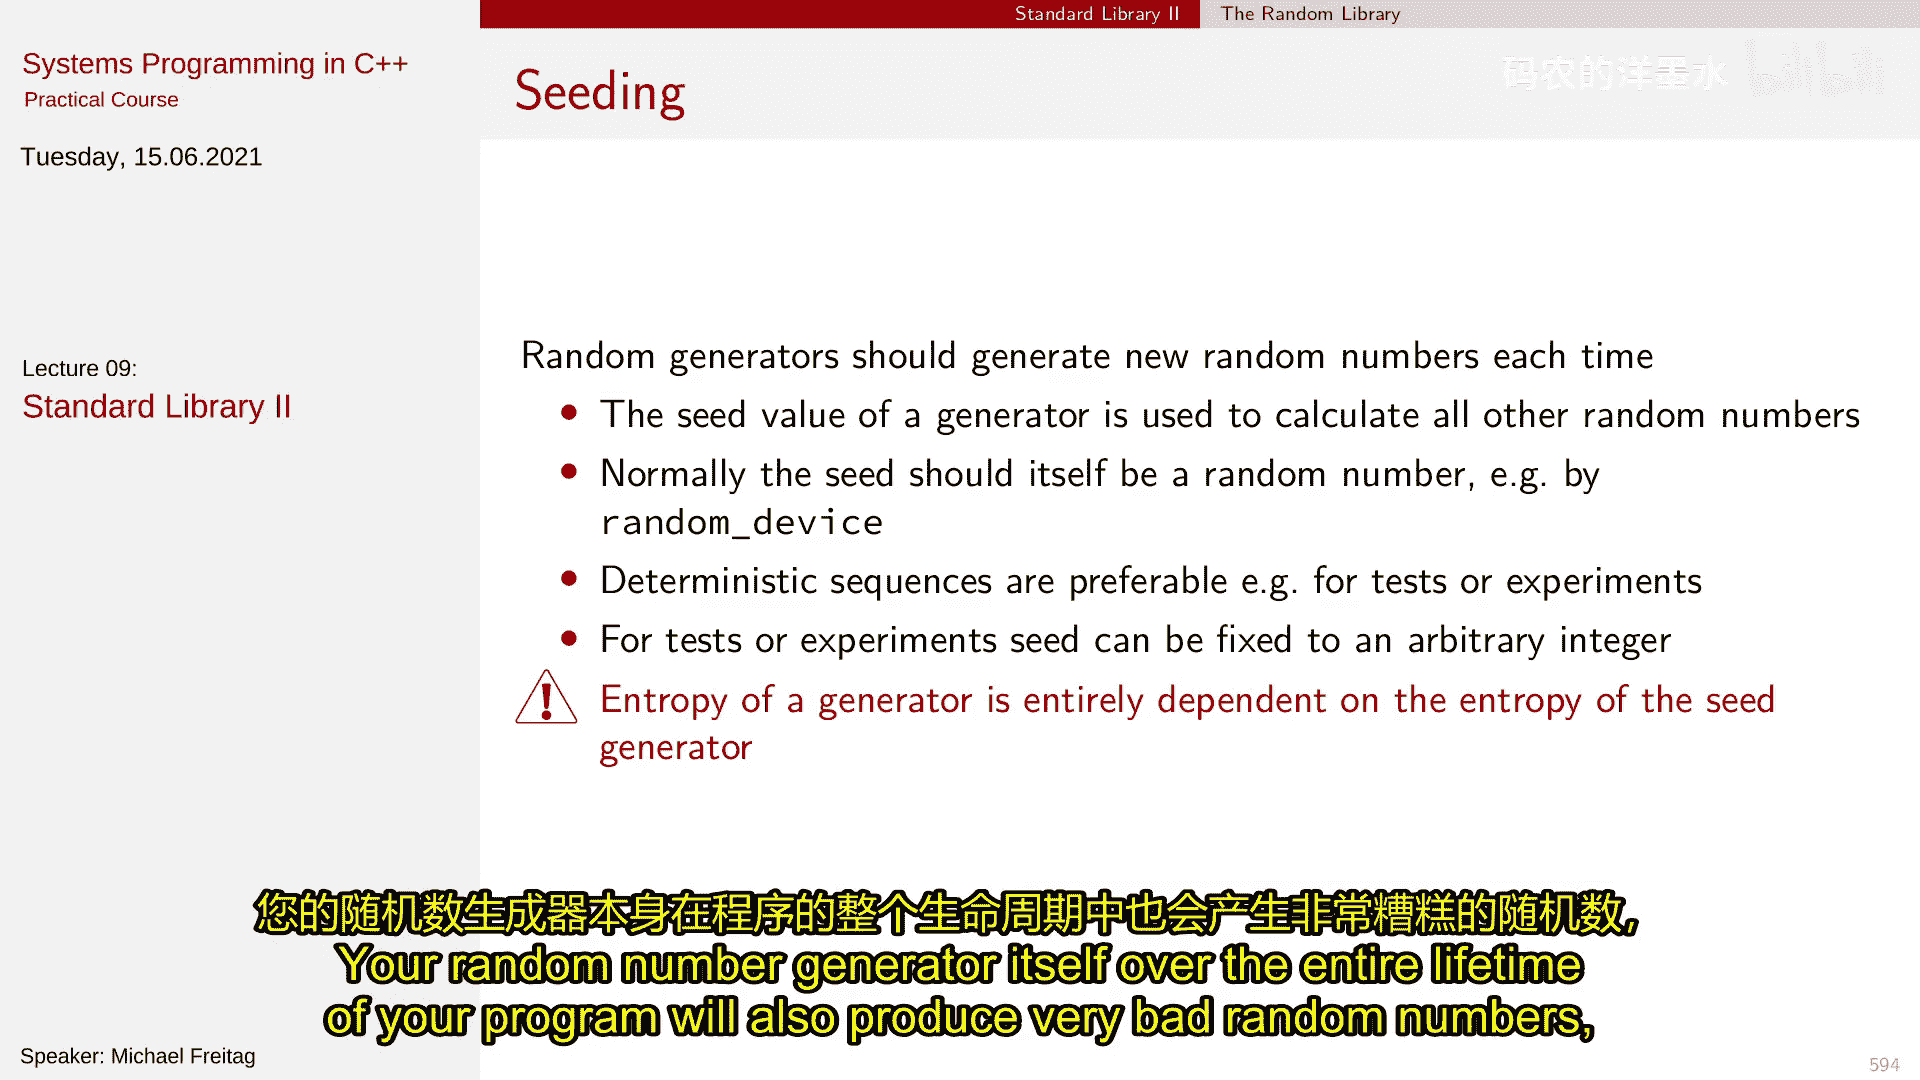 Standard Library II
The Random Library
Systems Programming in C++
Practical Course
Tuesday, 15.06.2021
Lecture 09:
Standard Library II
Speaker: Michael Freitag
Seeding
码农的洋墨水
bilibili
Random generators should generate new random numbers each time
• The seed value of a generator is used to calculate all other random numbers
• Normally the seed should itself be a random number, e.g. by
random_device
• Deterministic sequences are preferable e.g. for tests or experiments
• For tests or experiments seed can be fixed to an arbitrary integer
Entropy of a generator is entirely dependent on the entropy of the seed
generator
您的随机数生成器本身在程序的整个生命周期中也会产生非常糟糕的随机数,
Your random number generator itself over the entire lifetime
of your program will also produce very bad random numbers,
594